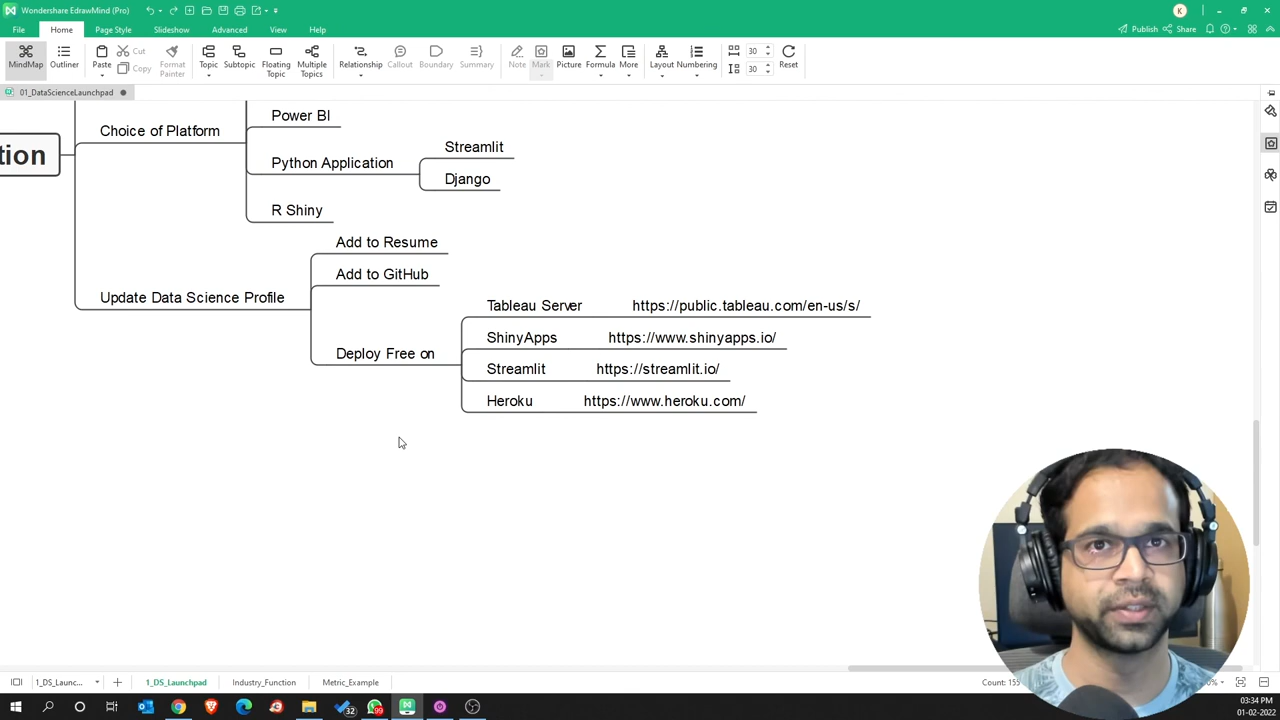 Wondershare EdrawMind (Pro)
K
File Home Page Style Slideshow Advanced View Help
Publish Share
MindMap Outliner Paste Cut Copy Format Painter Topic Subtopic Floating Topic Multiple Topics Relationship Callout Boundary Summary Note Mark Picture Formula More Layout Numbering 30 30 Reset
01_DataScienceLaunchpad
tion
Choice of Platform
Power BI
Python Application
Streamlit
Django
R Shiny
Update Data Science Profile
Add to Resume
Add to GitHub
Deploy Free on
Tableau Server https://public.tableau.com/en-us/s/
ShinyApps https://www.shinyapps.io/
Streamlit https://streamlit.io/
Heroku https://www.heroku.com/
1_DS_Launc... 1_DS_Launchpad Industry_Function Metric_Example
Count: 155
32
99
03:34 PM
01-02-2022